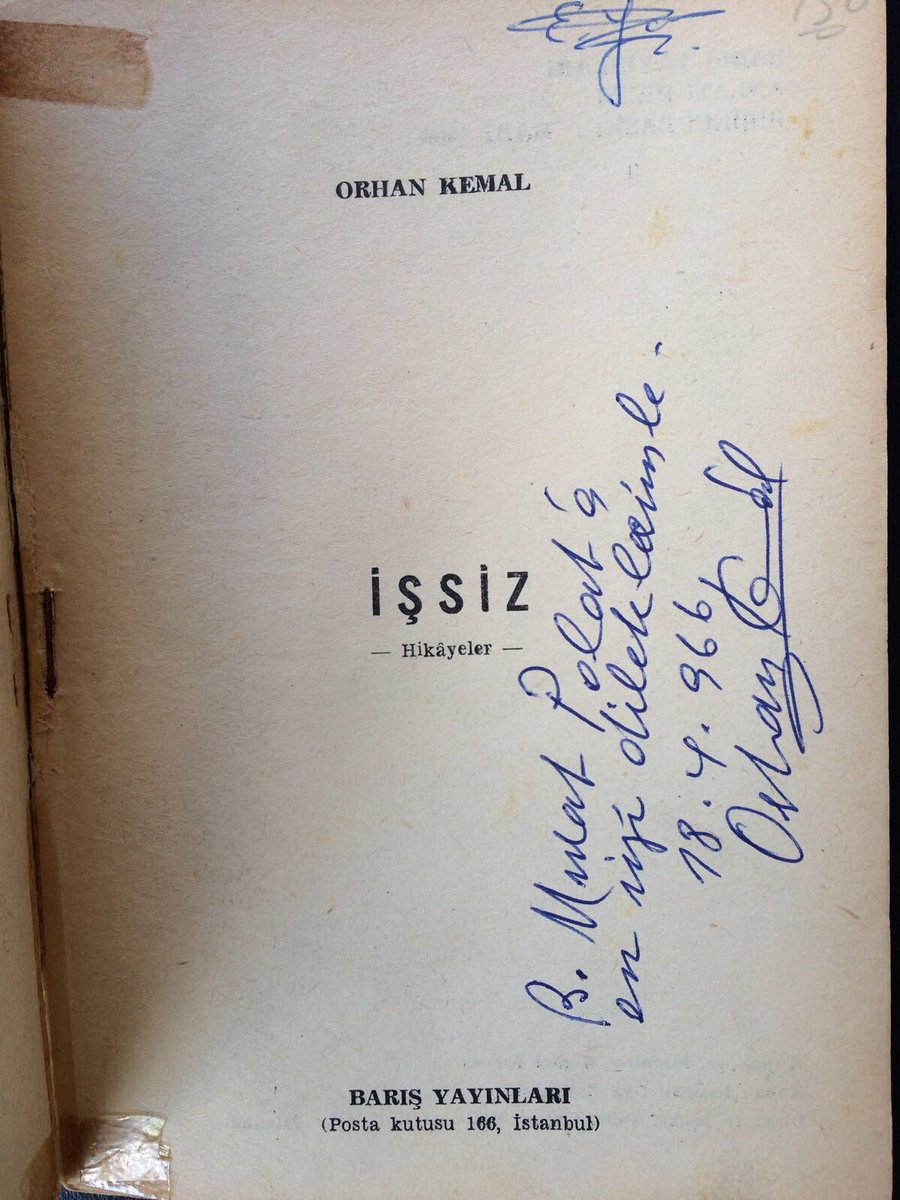 ORHAN KEMAL
İŞSİZ
— Hikâyeler —
B. Murat Polat'a
en iyi dileklerimle.
18.4.966
Orhan Kemal
BARIŞ YAYINLARI
(Posta kutusu 166, İstanbul)